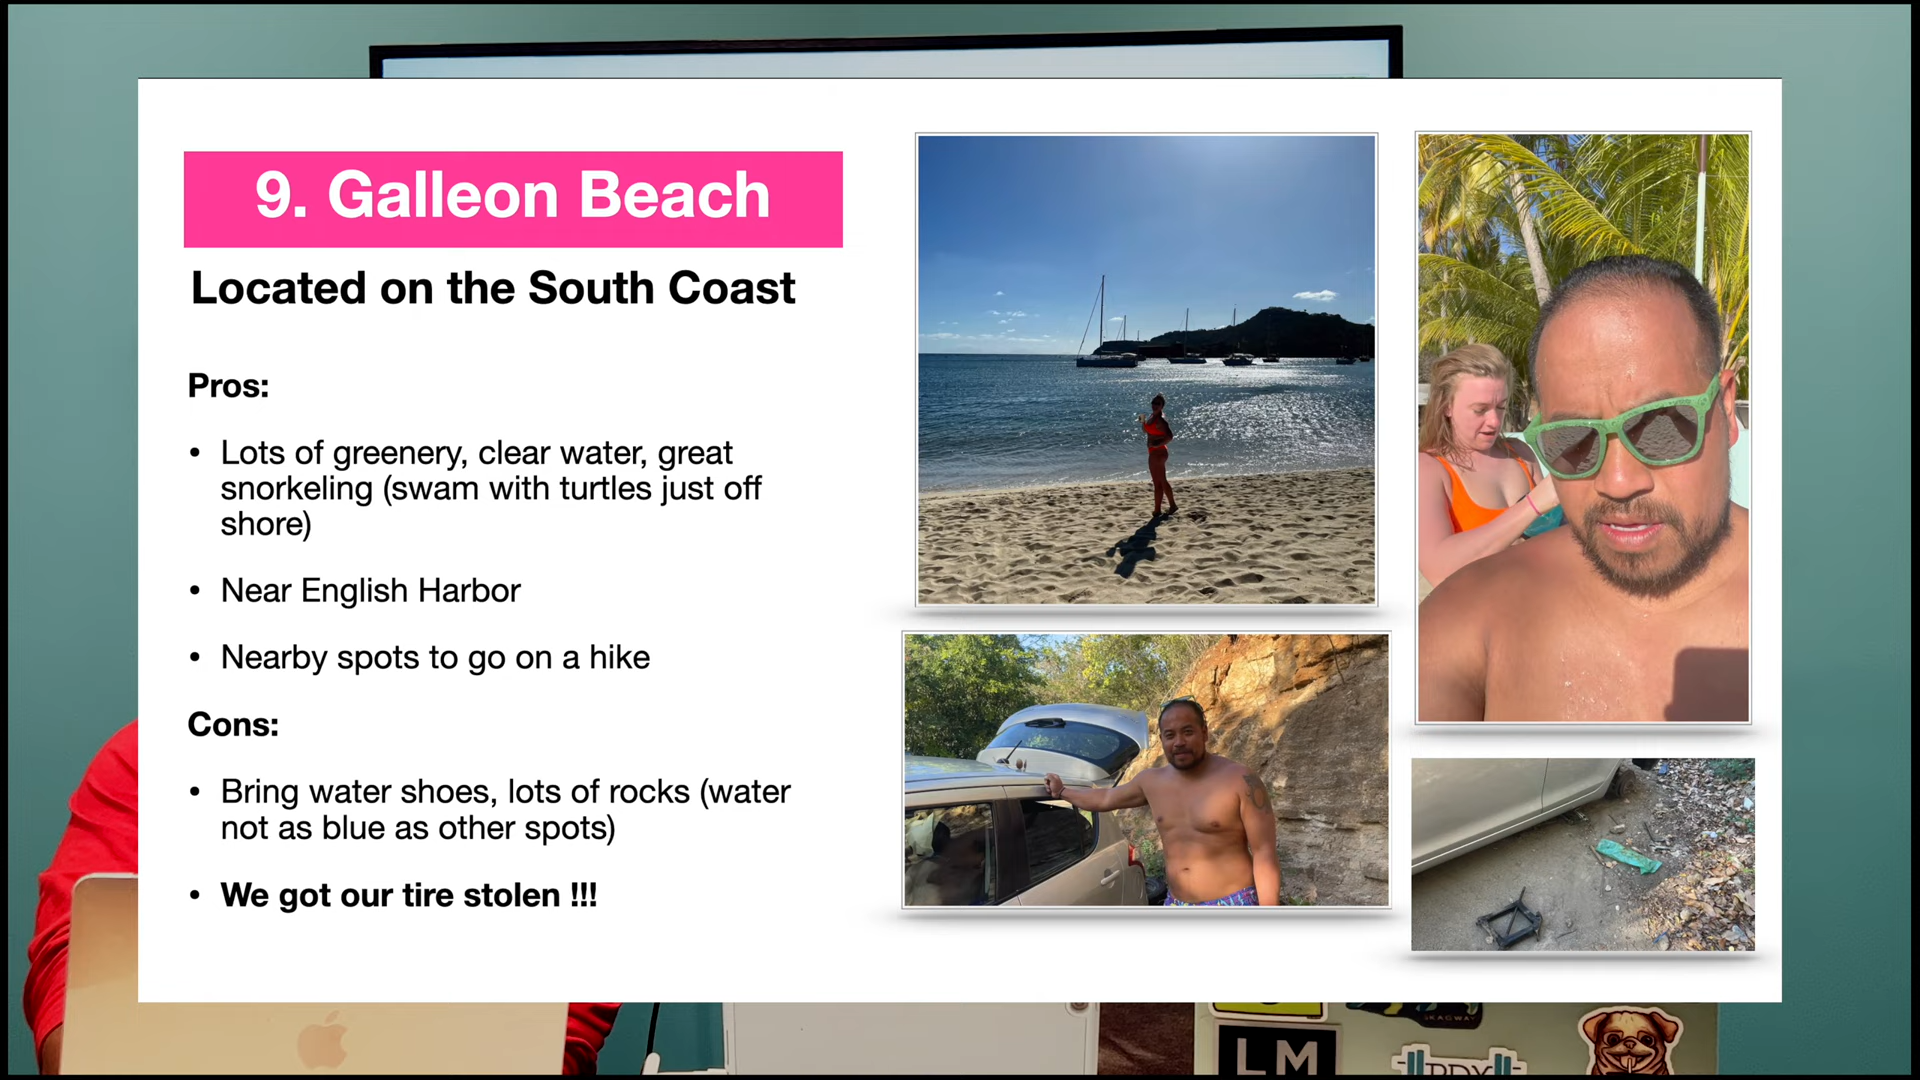 9. Galleon Beach
Located on the South Coast
Pros:
• Lots of greenery, clear water, great
snorkeling (swam with turtles just off
shore)
• Near English Harbor
• Nearby spots to go on a hike
Cons:
• Bring water shoes, lots of rocks (water
not as blue as other spots)
• We got our tire stolen !!!
SKAGWAY
LM
PDX